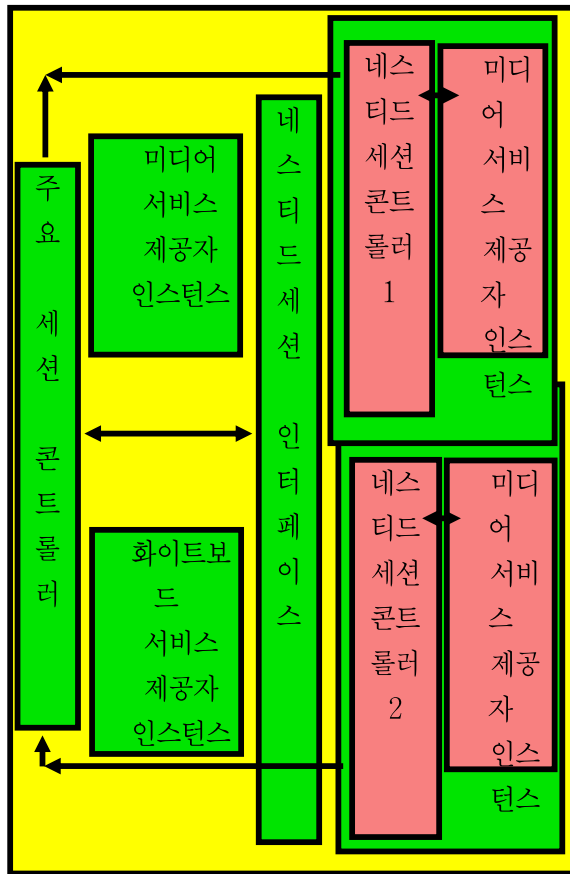 주요 세션 콘트롤러
미디어
서비스
제공자
인스턴스
화이트보
드
서비스
제공자
인스턴스
네스티드세션 인터페이스
네스
티드
세션
콘트
롤러
1
미디
어
서비
스
제공
자
인스
턴스
네스
티드
세션
콘트
롤러
2
미디
어
서비
스
제공
자
인스
턴스